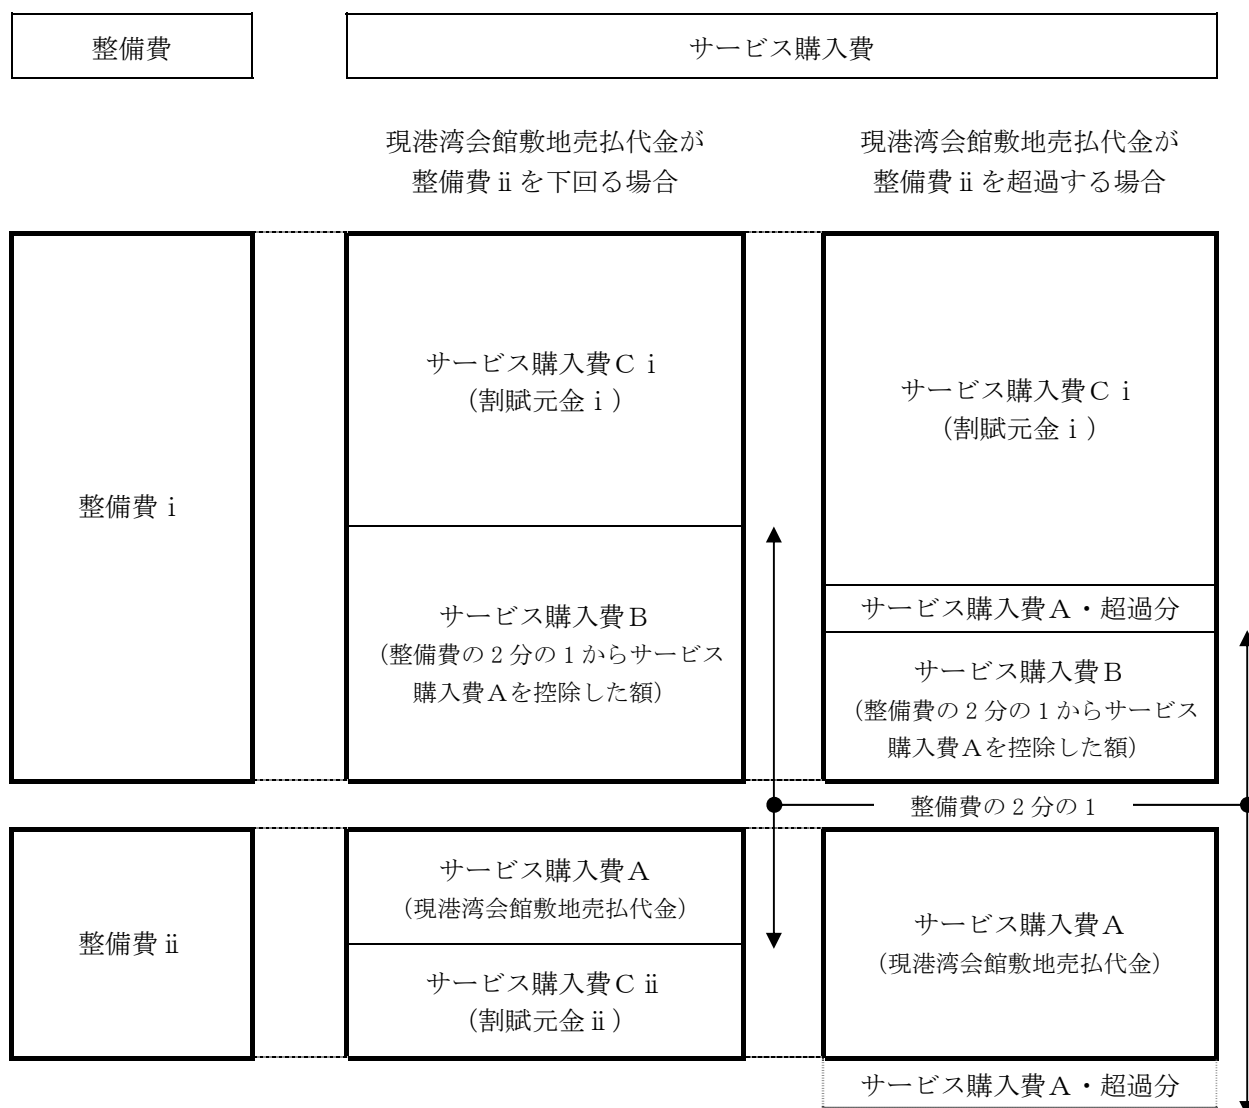 整備費
サービス購入費
現港湾会館敷地売払代金が
整備費ⅱを下回る場合
現港湾会館敷地売払代金が
整備費ⅱを超過する場合
整備費ⅰ
サービス購入費Cⅰ
（割賦元金ⅰ）
サービス購入費B
（整備費の2分の1からサービス
購入費Aを控除した額）
サービス購入費Cⅰ
（割賦元金ⅰ）
サービス購入費A・超過分
サービス購入費B
（整備費の2分の1からサービス
購入費Aを控除した額）
整備費の2分の1
整備費ⅱ
サービス購入費A
（現港湾会館敷地売払代金）
サービス購入費Cⅱ
（割賦元金ⅱ）
サービス購入費A
（現港湾会館敷地売払代金）
サービス購入費A・超過分